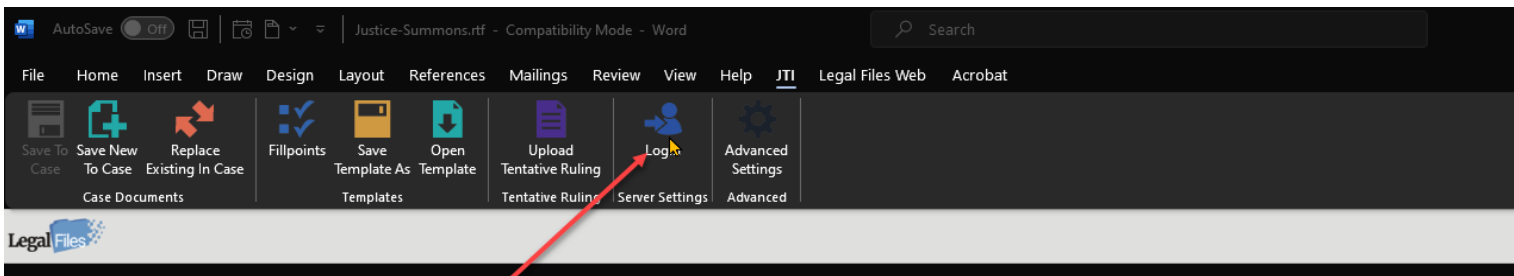 AutoSave Off Justice-Summons.rtf - Compatibility Mode - Word Search
File Home Insert Draw Design Layout References Mailings Review View Help JTI Legal Files Web Acrobat
Save To Case
Save New To Case
Replace Existing In Case
Fillpoints
Save Template As
Open Template
Upload Tentative Ruling
Advanced Settings
Case Documents Templates Tentative Ruling Server Settings Advanced
Legal Files